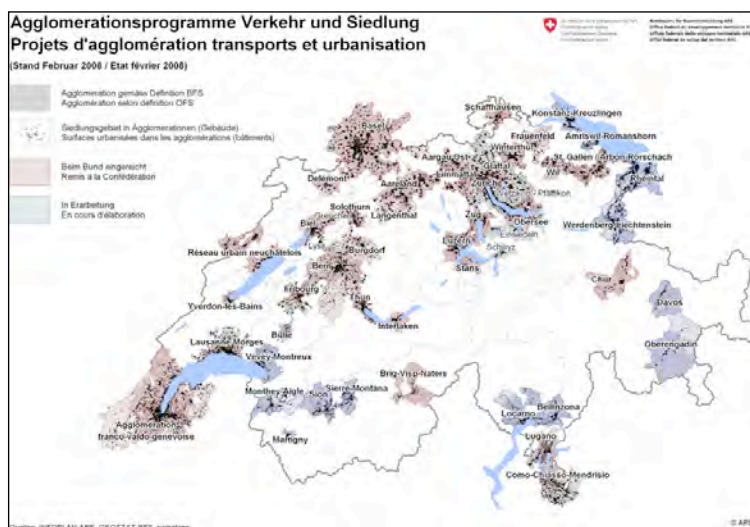 Agglomerationsprogramme Verkehr und Siedlung
Projets d'agglomération transports et urbanisation
(Stand Februar 2008 / Etat février 2008)
Agglomeration gemäss Definition BFS
Agglomération selon définition OFS
Siedlungsgebiet in Agglomerationen (Gebäude)
Surfaces urbanisées dans les agglomérations (bâtiments)
Beim Bund eingereicht
Remis à la Confédération
In Erarbeitung
En cours d'élaboration
Schaffhausen
Konstanz-Kreuzlingen
Basel
Frauenfeld
Amriswil-Romanshorn
Winterthur
Aargau-Ost
Glattal
St. Gallen
Arbon-Rorschach
Wil
Delémont
Aareland
Limmattal
Zürich
Rheintal
Pfäffikon
Solothurn
Langenthal
Grenchen
Zug
Obersee
Werdenberg-Liechtenstein
Biel
Einsiedeln
Lyss
Luzern
Schwyz
Réseau urbain neuchâtelois
Burgdorf
Stans
Bern
Chur
Fribourg
Davos
Yverdon-les-Bains
Thun
Interlaken
Oberengadin
Bulle
Lausanne-Morges
Vevey-Montreux
Brig-Visp-Naters
Monthey-Aigle
Sion
Sierre-Montana
Locarno
Bellinzona
Agglomération
franco-valdo-genevoise
Martigny
Lugano
Como-Chiasso-Mendrisio
© ARE